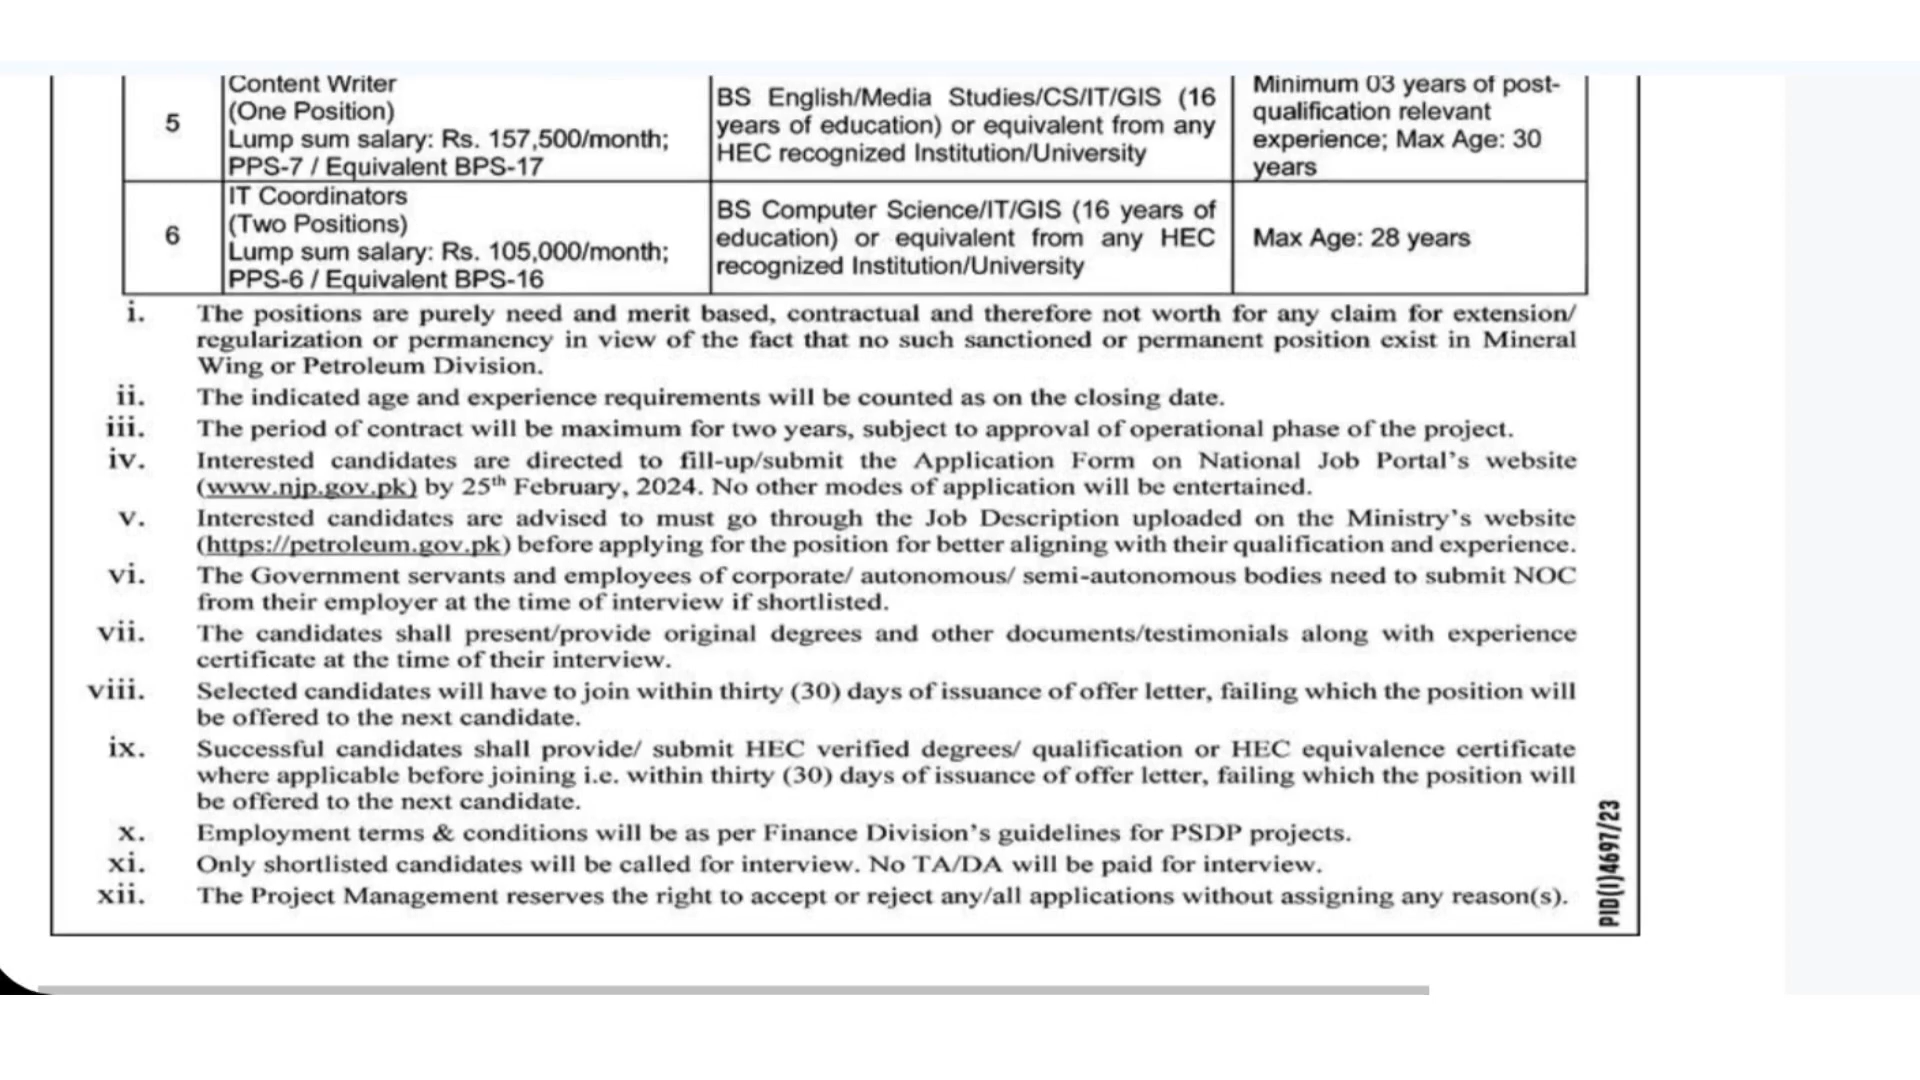 5
Content Writer
(One Position)
Lump sum salary: Rs. 157,500/month;
PPS-7 / Equivalent BPS-17
BS English/Media Studies/CS/IT/GIS (16
years of education) or equivalent from any
HEC recognized Institution/University
Minimum 03 years of post-
qualification relevant
experience; Max Age: 30
years
6
IT Coordinators
(Two Positions)
Lump sum salary: Rs. 105,000/month;
PPS-6 / Equivalent BPS-16
BS Computer Science/IT/GIS (16 years of
education) or equivalent from any HEC
recognized Institution/University
Max Age: 28 years
i. The positions are purely need and merit based, contractual and therefore not worth for any claim for extension/
regularization or permanency in view of the fact that no such sanctioned or permanent position exist in Mineral
Wing or Petroleum Division.
ii. The indicated age and experience requirements will be counted as on the closing date.
iii. The period of contract will be maximum for two years, subject to approval of operational phase of the project.
iv. Interested candidates are directed to fill-up/submit the Application Form on National Job Portal's website
(www.njp.gov.pk) by 25th February, 2024. No other modes of application will be entertained.
v. Interested candidates are advised to must go through the Job Description uploaded on the Ministry's website
(https://petroleum.gov.pk) before applying for the position for better aligning with their qualification and experience.
vi. The Government servants and employees of corporate/ autonomous/ semi-autonomous bodies need to submit NOC
from their employer at the time of interview if shortlisted.
vii. The candidates shall present/provide original degrees and other documents/testimonials along with experience
certificate at the time of their interview.
viii. Selected candidates will have to join within thirty (30) days of issuance of offer letter, failing which the position will
be offered to the next candidate.
ix. Successful candidates shall provide/ submit HEC verified degrees/ qualification or HEC equivalence certificate
where applicable before joining i.e. within thirty (30) days of issuance of offer letter, failing which the position will
be offered to the next candidate.
x. Employment terms & conditions will be as per Finance Division's guidelines for PSDP projects.
xi. Only shortlisted candidates will be called for interview. No TA/DA will be paid for interview.
xii. The Project Management reserves the right to accept or reject any/all applications without assigning any reason(s).
PID(I)4697/23